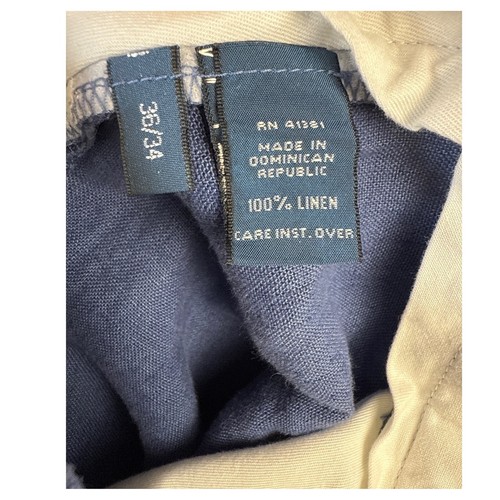 36/34
RN 41381
MADE IN
DOMINICAN
REPUBLIC
100% LINEN
CARE INST. OVER